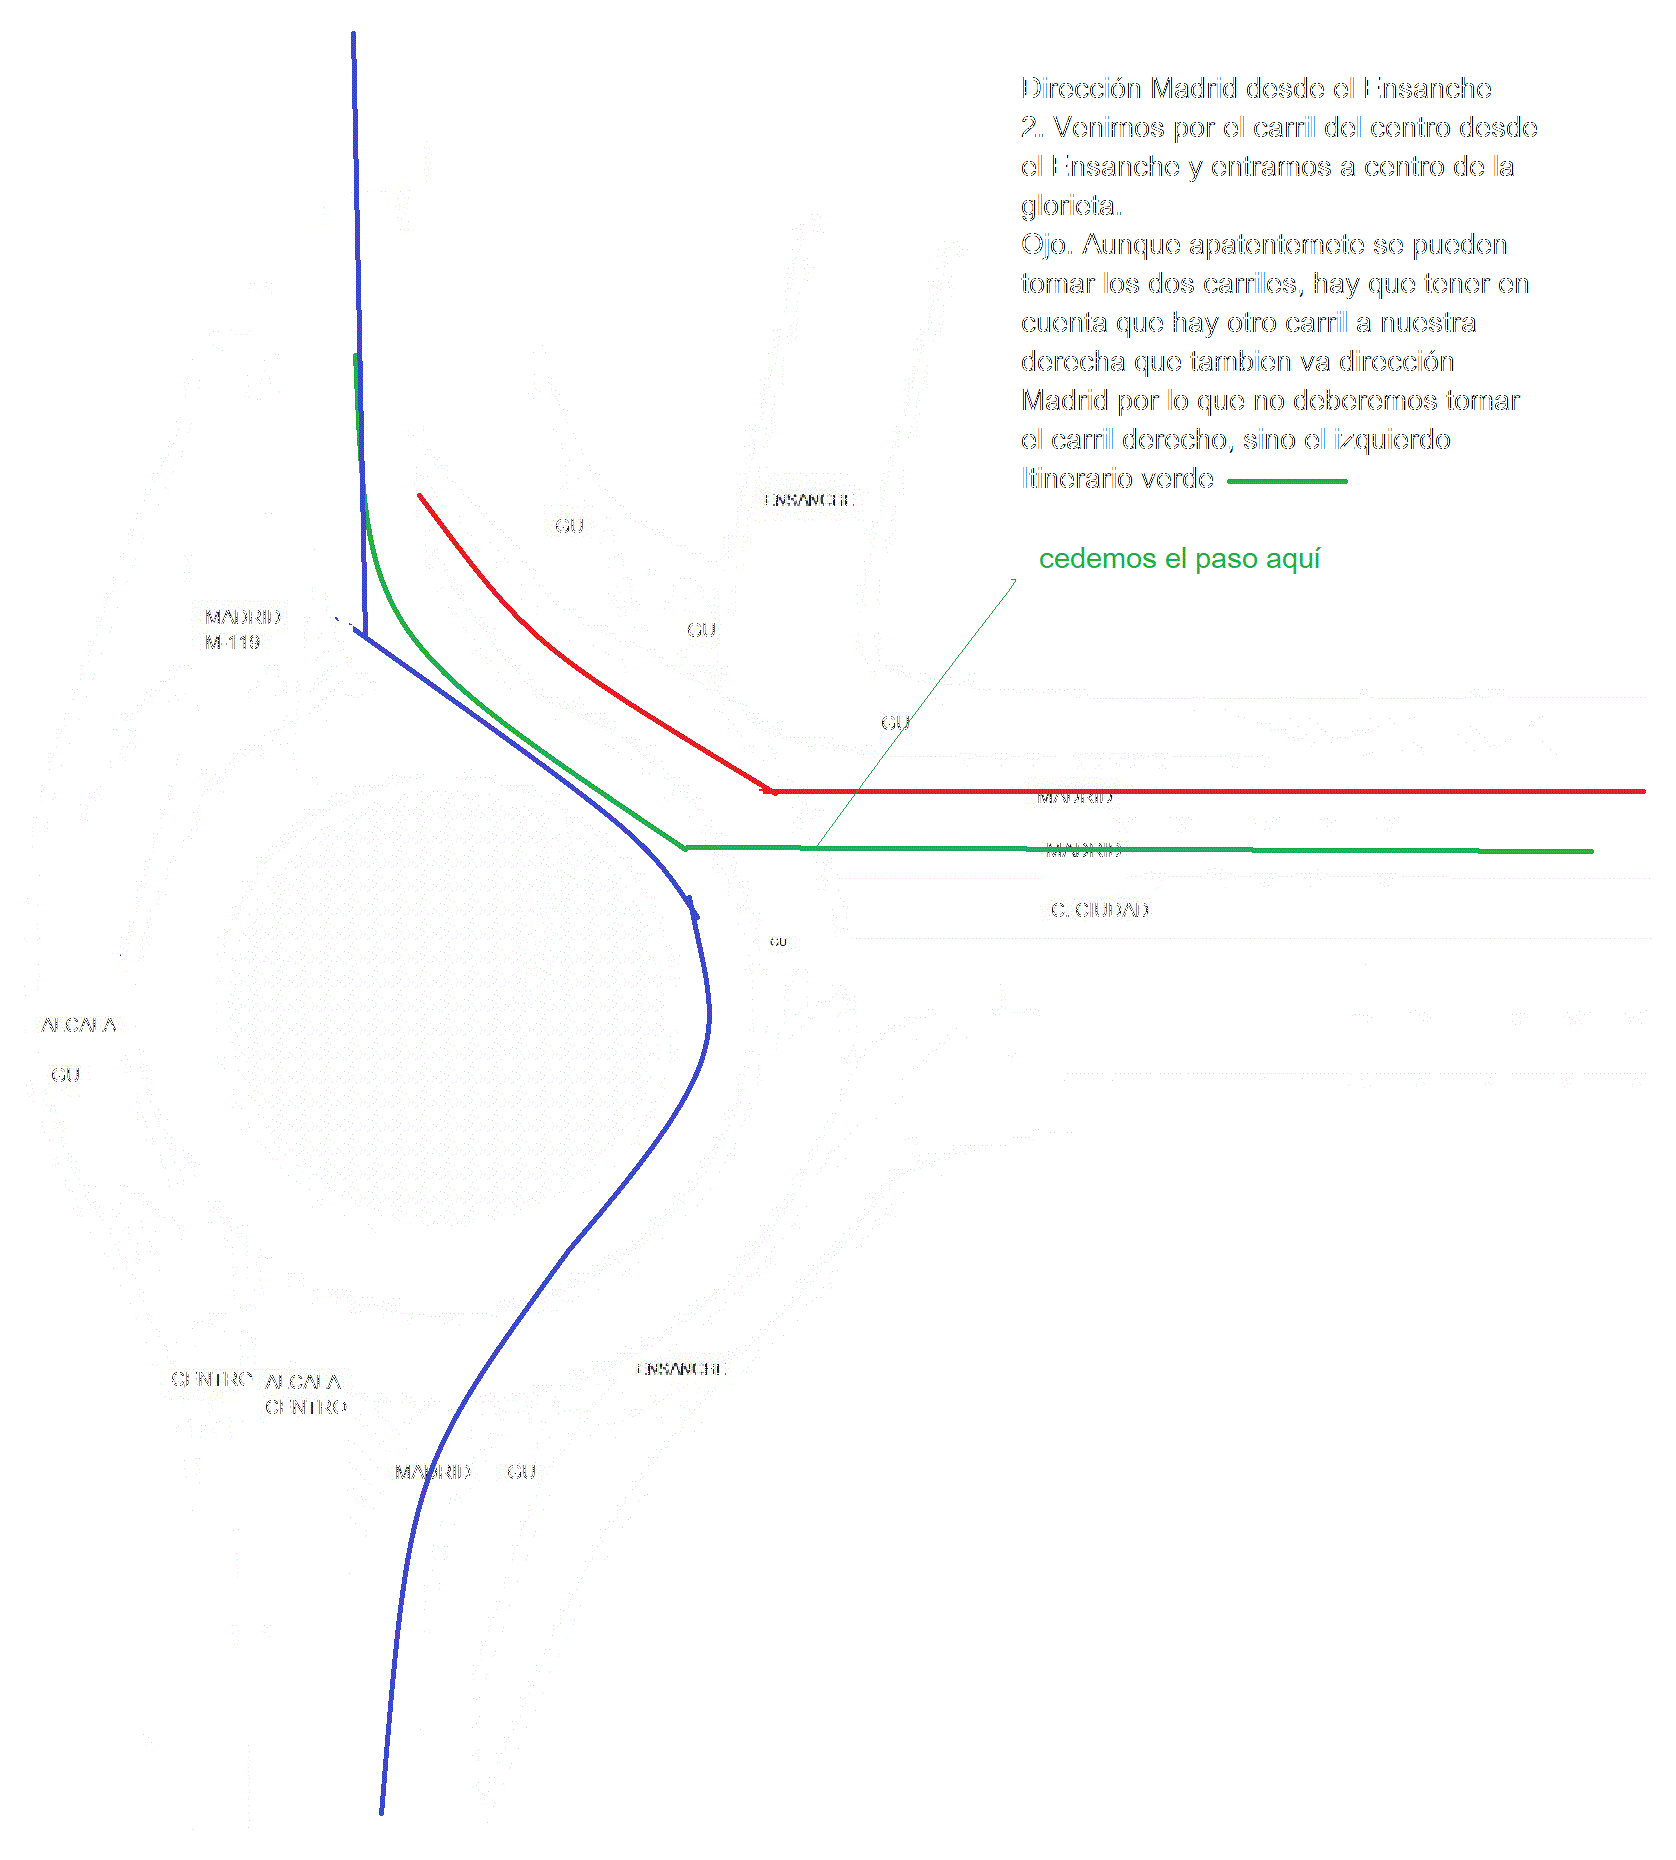 Dirección Madrid desde el Ensanche
2. Venimos por el carril del centro desde
el Ensanche y entramos a centro de la
glorieta.
Ojo. Aunque apatentemete se pueden
tomar los dos carriles, hay que tener en
cuenta que hay otro carril a nuestra
derecha que tambien va dirección
Madrid por lo que no deberemos tomar
el carril derecho, sino el izquierdo
Itinerario verde
ENSANCHE
GU
cedemos el paso aquí
MADRID
M-119
GU
GU
MADRID
MADRID
C. CIUDAD
GU
ALCALA
GU
ENSANCHE
CENTRO
ALCALA
CENTRO
MADRID
GU